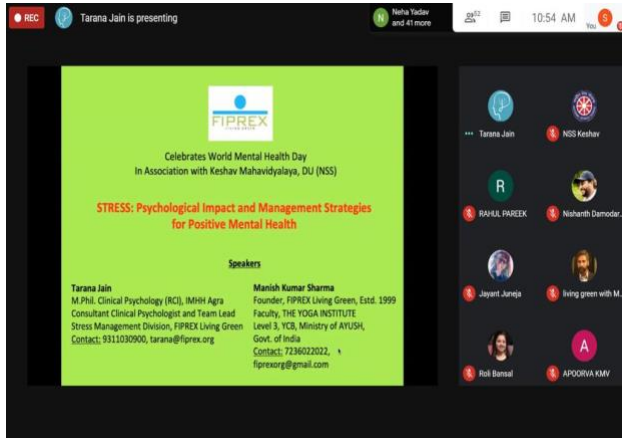 REC
Tarana Jain is presenting
N
Neha Yadav
and 41 more
52
10:54 AM
You
S
FIPREX
LIVING GREEN
Celebrates World Mental Health Day
In Association with Keshav Mahavidyalaya, DU (NSS)
STRESS: Psychological Impact and Management Strategies
for Positive Mental Health
Speakers
Tarana Jain
M.Phil. Clinical Psychology (RCI), IMHH Agra
Consultant Clinical Psychologist and Team Lead
Stress Management Division, FIPREX Living Green
Contact: 9311030900, tarana@fiprex.org
Manish Kumar Sharma
Founder, FIPREX Living Green, Estd. 1999
Faculty, THE YOGA INSTITUTE
Level 3, YCB, Ministry of AYUSH,
Govt. of India
Contact: 7236022022,
fiprexorg@gmail.com
Tarana Jain
NSS Keshav
R
RAHUL PAREEK
Nishanth Damodar...
Jayant Juneja
living green with M...
Roli Bansal
A
APOORVA KMV